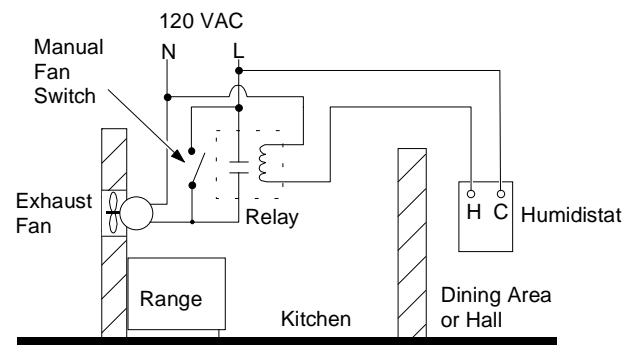 120 VAC
N
L
Manual
Fan
Switch
Exhaust
Fan
Relay
H
C
Humidistat
Range
Kitchen
Dining Area
or Hall